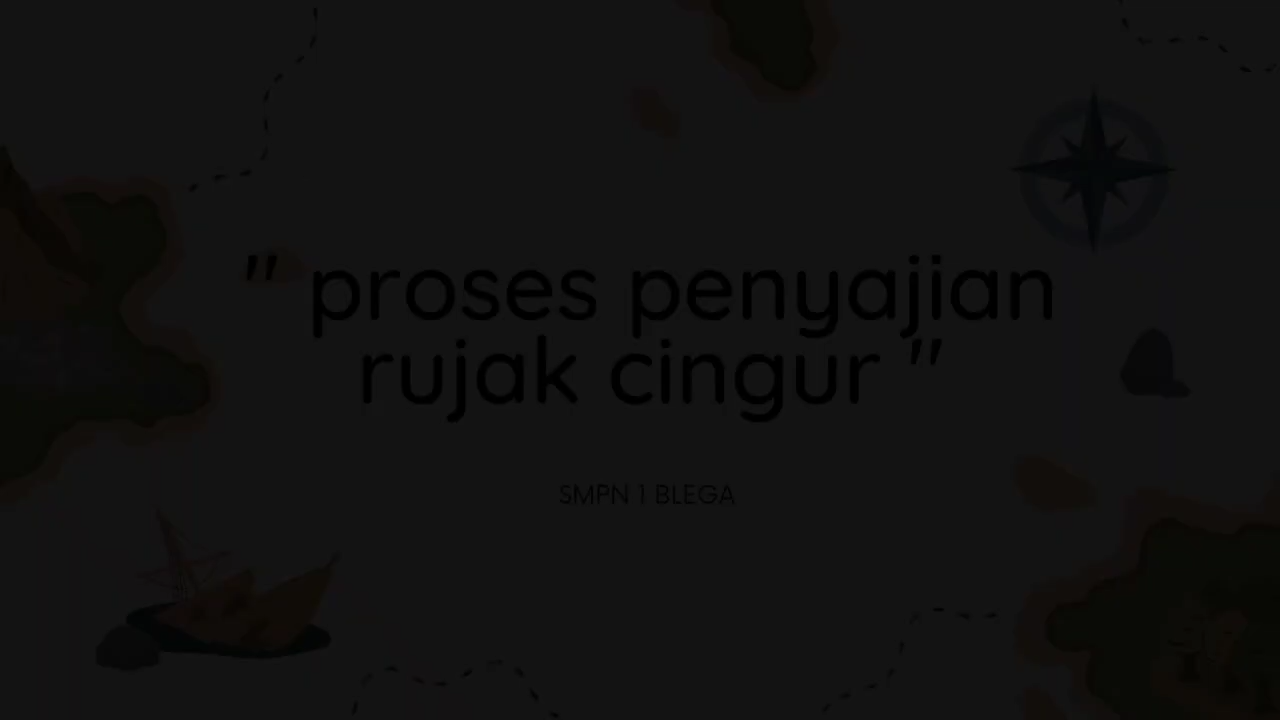 " proses penyajian
rujak cingur "
SMPN 1 BLEGA